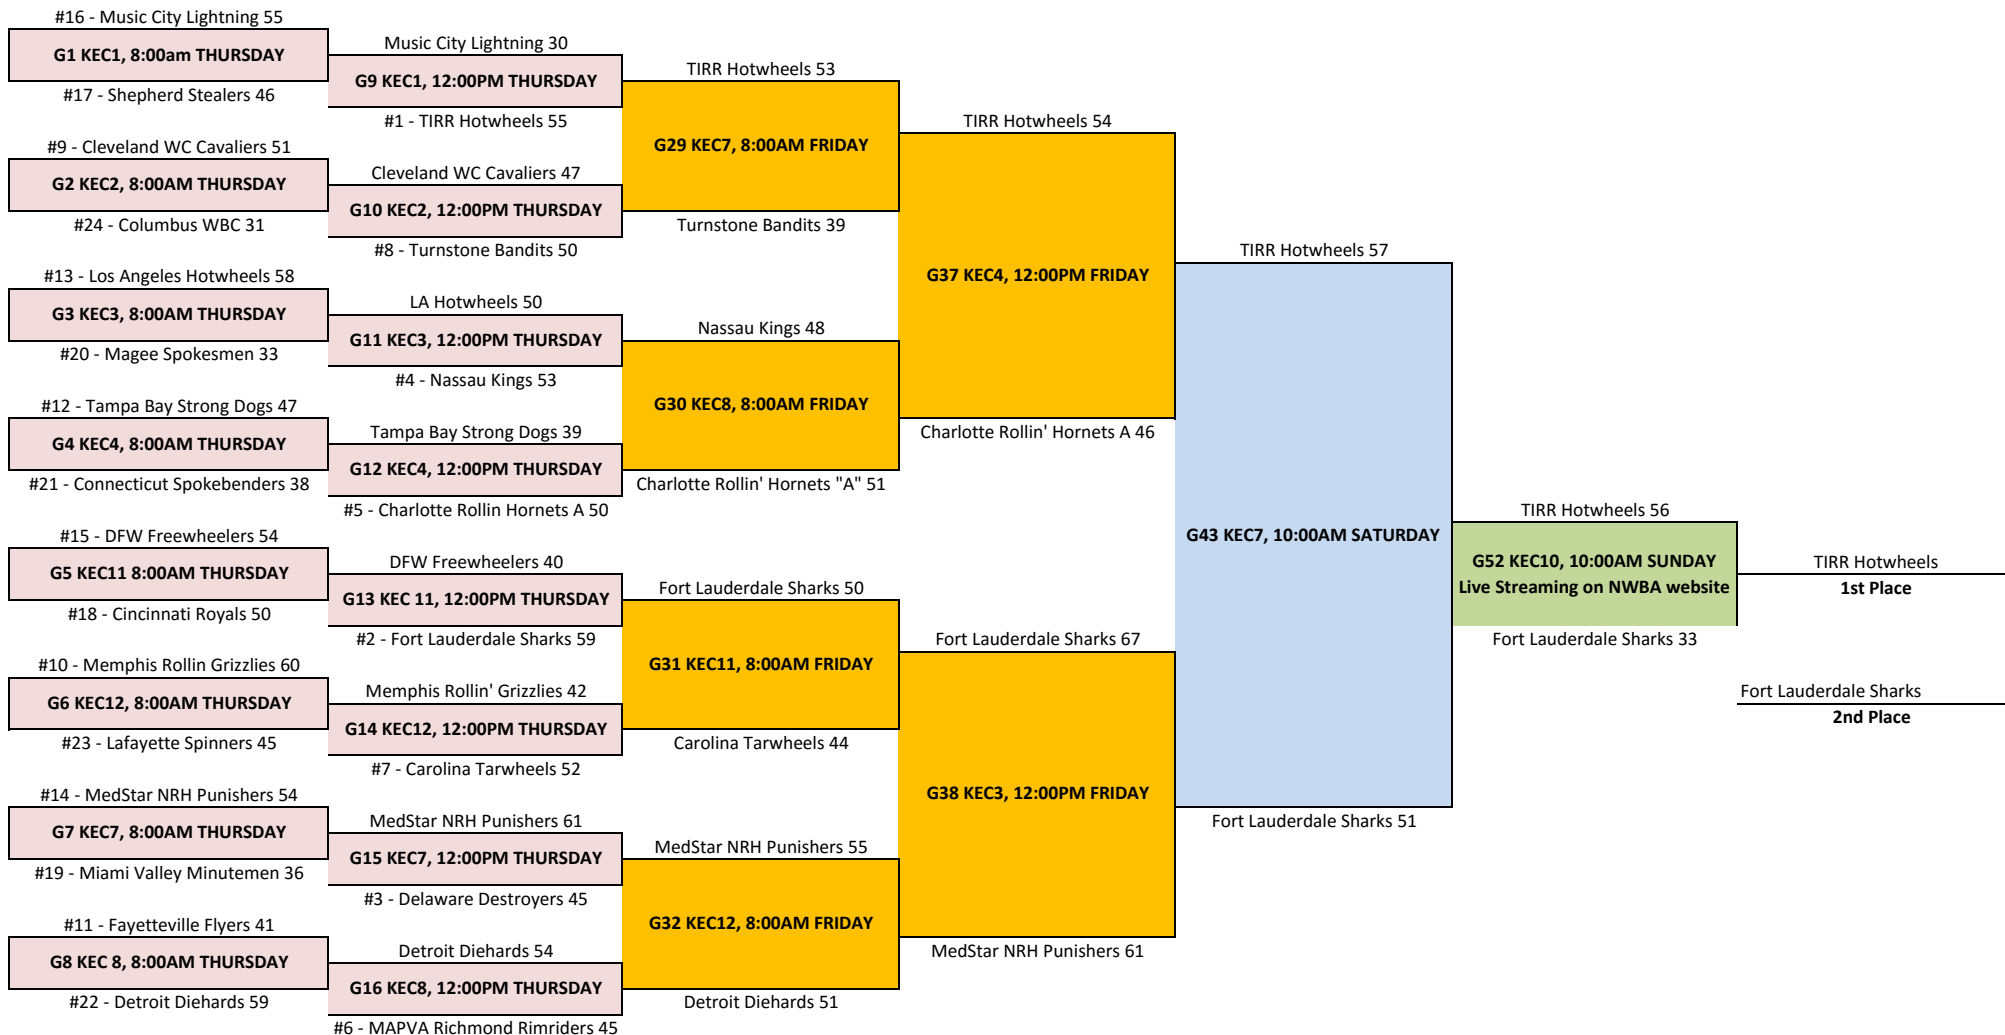 #16 - Music City Lightning 55
G1 KEC1, 8:00am THURSDAY
#17 - Shepherd Stealers 46
#9 - Cleveland WC Cavaliers 51
G2 KEC2, 8:00AM THURSDAY
#24 - Columbus WBC 31
#13 - Los Angeles Hotwheels 58
G3 KEC3, 8:00AM THURSDAY
#20 - Magee Spokesmen 33
#12 - Tampa Bay Strong Dogs 47
G4 KEC4, 8:00AM THURSDAY
#21 - Connecticut Spokebenders 38
#15 - DFW Freewheelers 54
G5 KEC11 8:00AM THURSDAY
#18 - Cincinnati Royals 50
#10 - Memphis Rollin Grizzlies 60
G6 KEC12, 8:00AM THURSDAY
#23 - Lafayette Spinners 45
#14 - MedStar NRH Punishers 54
G7 KEC7, 8:00AM THURSDAY
#19 - Miami Valley Minutemen 36
#11 - Fayetteville Flyers 41
G8 KEC 8, 8:00AM THURSDAY
#22 - Detroit Diehards 59
Music City Lightning 30
G9 KEC1, 12:00PM THURSDAY
#1 - TIRR Hotwheels 55
Cleveland WC Cavaliers 47
G10 KEC2, 12:00PM THURSDAY
#8 - Turnstone Bandits 50
LA Hotwheels 50
G11 KEC3, 12:00PM THURSDAY
#4 - Nassau Kings 53
Tampa Bay Strong Dogs 39
G12 KEC4, 12:00PM THURSDAY
#5 - Charlotte Rollin Hornets A 50
DFW Freewheelers 40
G13 KEC 11, 12:00PM THURSDAY
#2 - Fort Lauderdale Sharks 59
Memphis Rollin' Grizzlies 42
G14 KEC12, 12:00PM THURSDAY
#7 - Carolina Tarwheels 52
MedStar NRH Punishers 61
G15 KEC7, 12:00PM THURSDAY
#3 - Delaware Destroyers 45
Detroit Diehards 54
G16 KEC8, 12:00PM THURSDAY
#6 - MAPVA Richmond Rimriders 45
TIRR Hotwheels 53
G29 KEC7, 8:00AM FRIDAY
Turnstone Bandits 39
Nassau Kings 48
G30 KEC8, 8:00AM FRIDAY
Charlotte Rollin' Hornets "A" 51
Fort Lauderdale Sharks 50
G31 KEC11, 8:00AM FRIDAY
Carolina Tarwheels 44
MedStar NRH Punishers 55
G32 KEC12, 8:00AM FRIDAY
Detroit Diehards 51
TIRR Hotwheels 54
G37 KEC4, 12:00PM FRIDAY
Charlotte Rollin' Hornets A 46
Fort Lauderdale Sharks 67
G38 KEC3, 12:00PM FRIDAY
MedStar NRH Punishers 61
TIRR Hotwheels 57
G43 KEC7, 10:00AM SATURDAY
Fort Lauderdale Sharks 51
TIRR Hotwheels 56
G52 KEC10, 10:00AM SUNDAY
Live Streaming on NWBA website
Fort Lauderdale Sharks 33
TIRR Hotwheels
1st Place
Fort Lauderdale Sharks
2nd Place